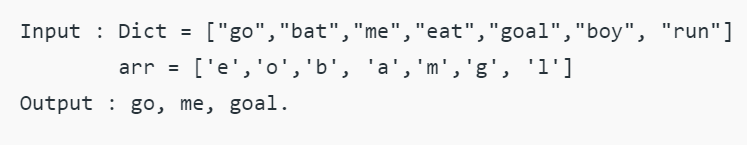 Input : Dict = ["go","bat","me","eat","goal","boy", "run"]
arr = ['e','o','b', 'a','m','g', 'l']
Output : go, me, goal.